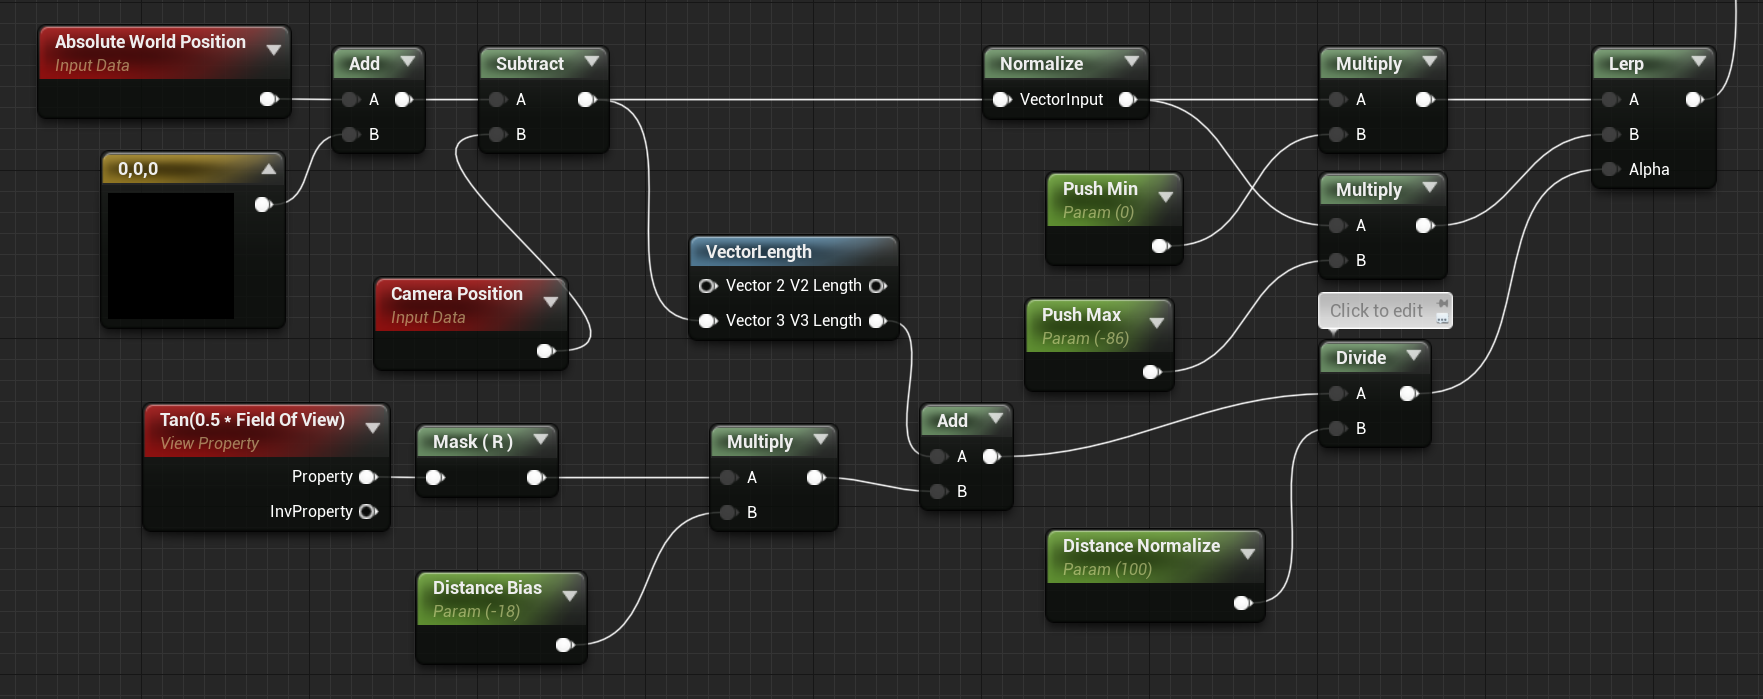 Absolute World Position
Input Data
Add
A
B
Subtract
A
B
Normalize
VectorInput
Multiply
A
B
Lerp
A
B
Alpha
0,0,0
Push Min
Param (0)
Multiply
A
B
VectorLength
Vector 2 V2 Length
Vector 3 V3 Length
Camera Position
Input Data
Push Max
Param (-86)
Click to edit
Divide
A
B
Tan(0.5 * Field Of View)
View Property
Property
InvProperty
Mask ( R )
Multiply
A
B
Add
A
B
Distance Normalize
Param (100)
Distance Bias
Param (-18)